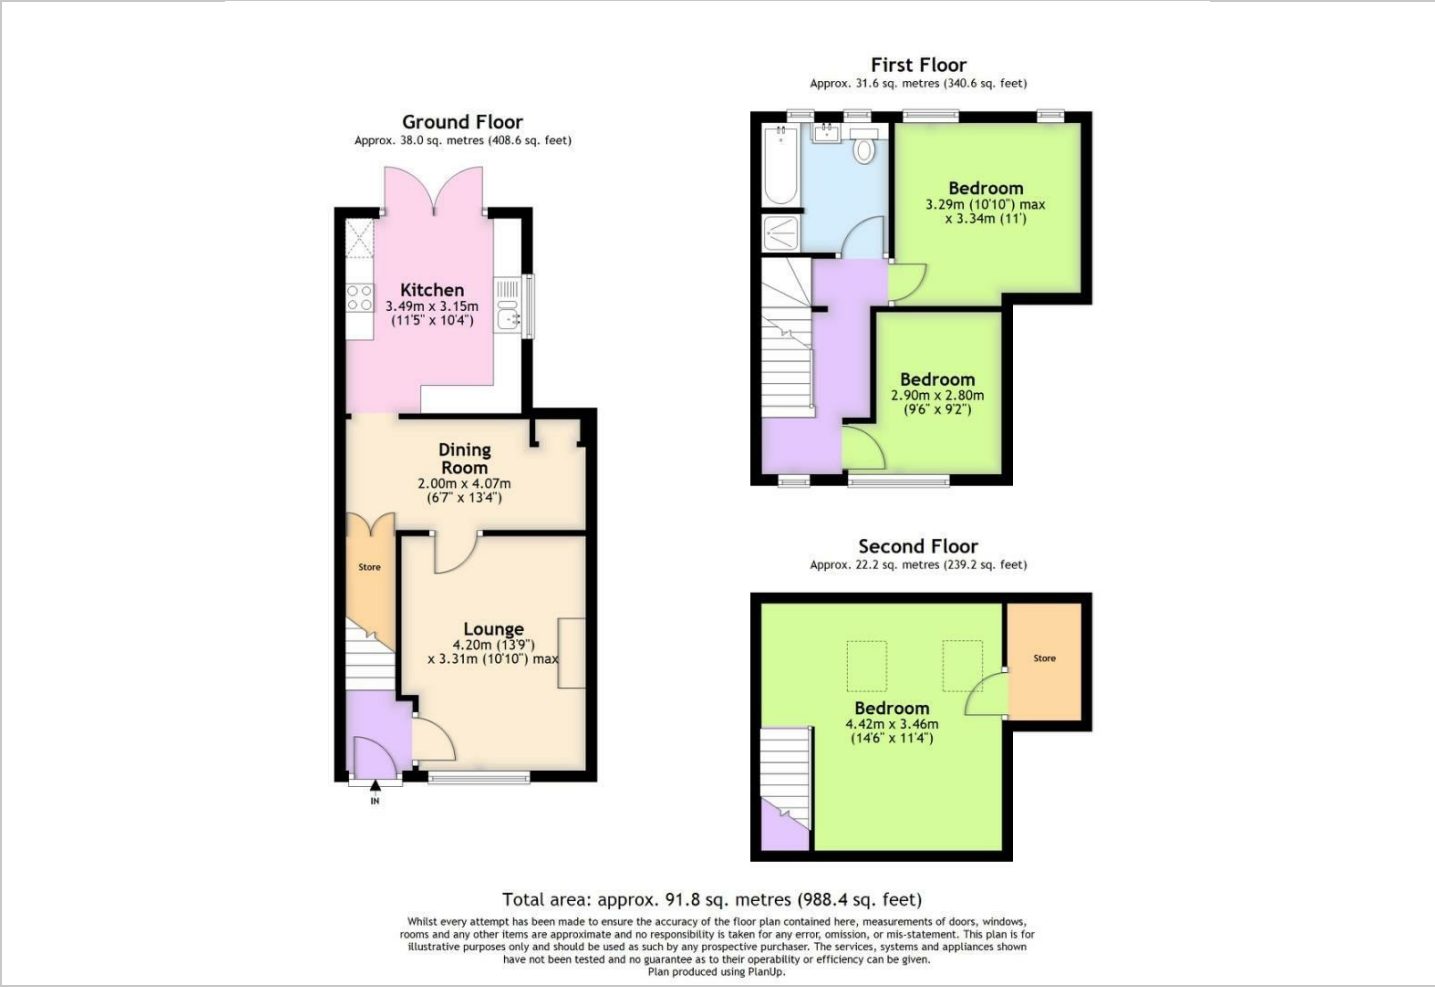 Ground Floor
Approx. 38.0 sq. metres (408.6 sq. feet)
Kitchen
3.49m x 3.15m
(11'5" x 10'4")
Dining
Room
2.00m x 4.07m
(6'7" x 13'4")
Store
Lounge
4.20m (13'9")
x 3.31m (10'10") max
IN
First Floor
Approx. 31.6 sq. metres (340.6 sq. feet)
Bedroom
3.29m (10'10") max
x 3.34m (11')
Bedroom
2.90m x 2.80m
(9'6" x 9'2")
Second Floor
Approx. 22.2 sq. metres (239.2 sq. feet)
Store
Bedroom
4.42m x 3.46m
(14'6" x 11'4")
Total area: approx. 91.8 sq. metres (988.4 sq. feet)
Whilst every attempt has been made to ensure the accuracy of the floor plan contained here, measurements of doors, windows,
rooms and any other items are approximate and no responsibility is taken for any error, omission, or mis-statement. This plan is for
illustrative purposes only and should be used as such by any prospective purchaser. The services, systems and appliances shown
have not been tested and no guarantee as to their operability or efficiency can be given.
Plan produced using PlanUp.